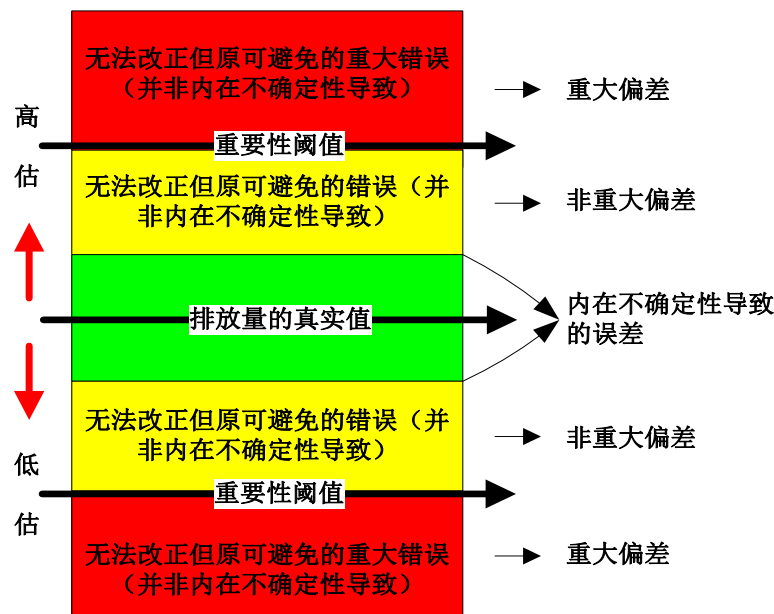 无法改正但原可避免的重大错误
（并非内在不确定性导致）
重大偏差
高
估
重要性阈值
无法改正但原可避免的错误（并
非内在不确定性导致）
非重大偏差
排放量的真实值
内在不确定性导致
的误差
无法改正但原可避免的错误（并
非内在不确定性导致）
非重大偏差
低
估
重要性阈值
无法改正但原可避免的重大错误
（并非内在不确定性导致）
重大偏差